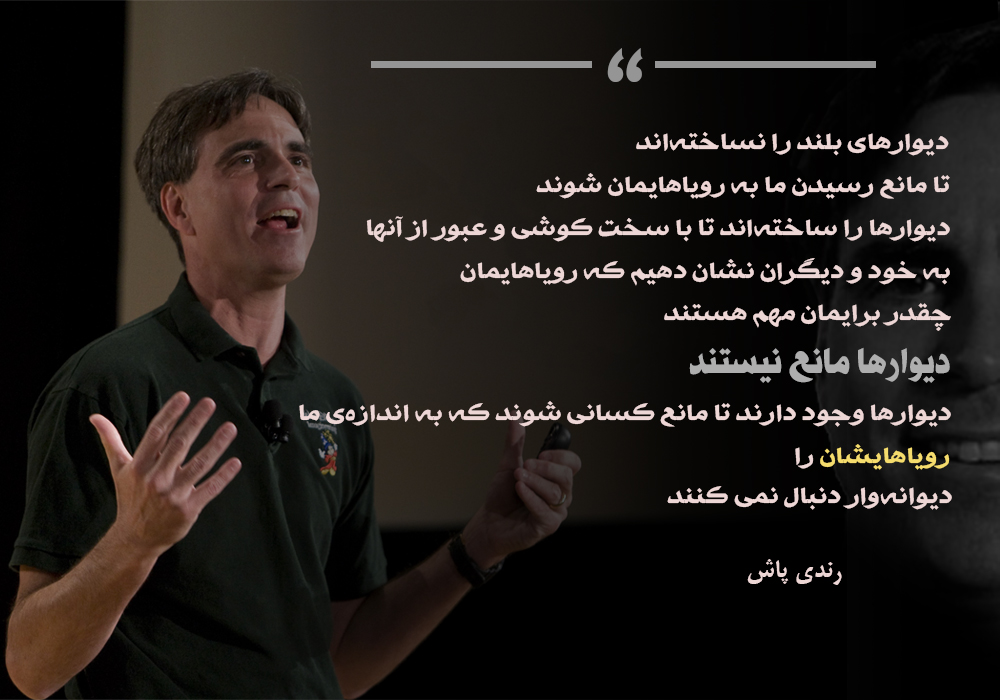 دیوارهای بلند را نساخته‌اند
تا مانع رسیدن ما به رویاهایمان شوند
دیوارها را ساخته‌اند تا با سخت کوشی و عبور از آنها
به خود و دیگران نشان دهیم که رویاهایمان
چقدر برایمان مهم هستند
دیوارها مانع نیستند
دیوارها وجود دارند تا مانع کسانی شوند که به اندازه‌ی ما
رویاهایشان را
دیوانه‌وار دنبال نمی کنند
رندی پاش